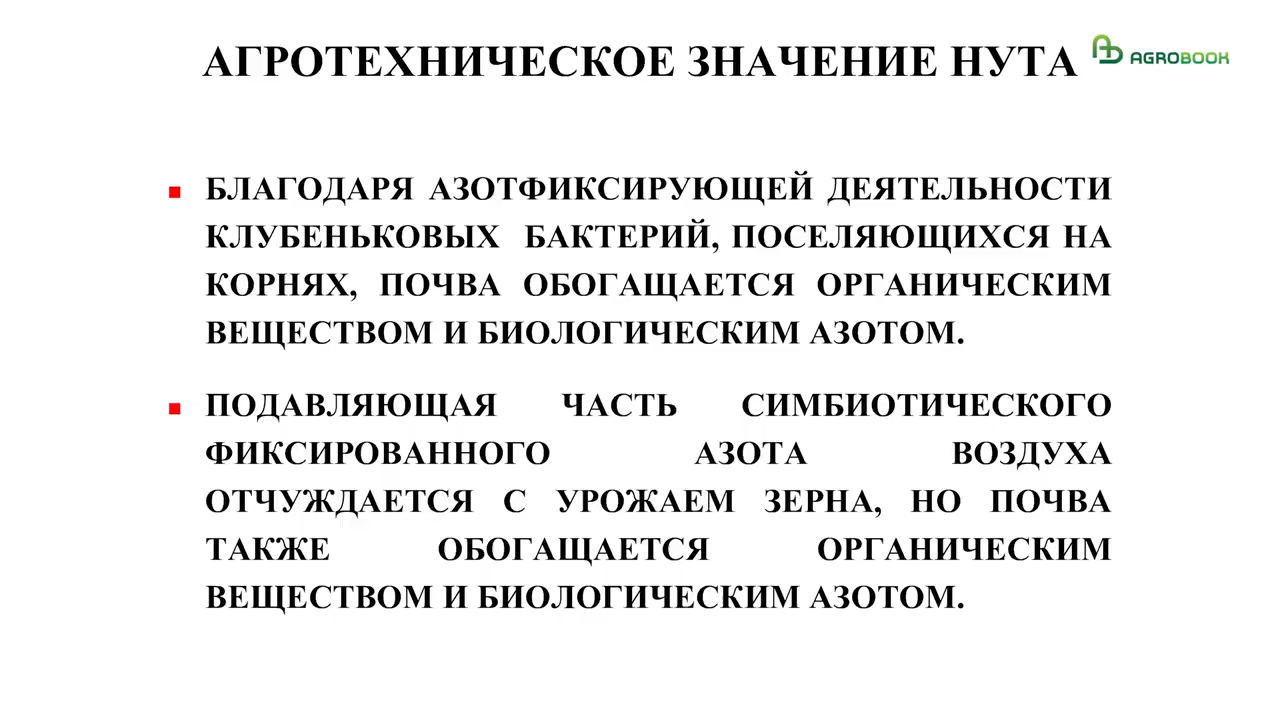 АГРОТЕХНИЧЕСКОЕ ЗНАЧЕНИЕ НУТА
AGROBOOK
БЛАГОДАРЯ АЗОТФИКСИРУЮЩЕЙ ДЕЯТЕЛЬНОСТИ
КЛУБЕНЬКОВЫХ БАКТЕРИЙ, ПОСЕЛЯЮЩИХСЯ НА
КОРНЯХ, ПОЧВА ОБОГАЩАЕТСЯ ОРГАНИЧЕСКИМ
ВЕЩЕСТВОМ И БИОЛОГИЧЕСКИМ АЗОТОМ.
ПОДАВЛЯЮЩАЯ ЧАСТЬ СИМБИОТИЧЕСКОГО
ФИКСИРОВАННОГО АЗОТА ВОЗДУХА
ОТЧУЖДАЕТСЯ С УРОЖАЕМ ЗЕРНА, НО ПОЧВА
ТАКЖЕ ОБОГАЩАЕТСЯ ОРГАНИЧЕСКИМ
ВЕЩЕСТВОМ И БИОЛОГИЧЕСКИМ АЗОТОМ.